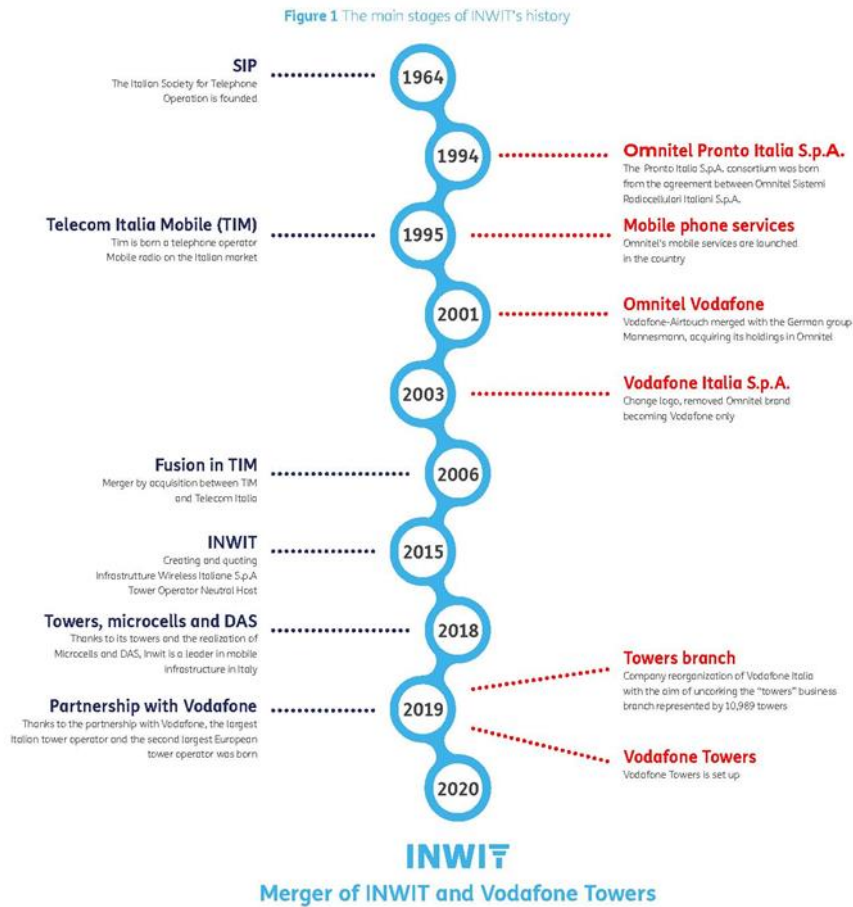 Figure 1 The main stages of INWIT's history
SIP
The Italian Society for Telephone
Operation is founded
1964
1994
Omnitel Pronto Italia S.p.A.
The Pronto Italia S.p.A. consortium was born
from the agreement between Omnitel Sistemi
Radiocellulari Italiani S.p.A.
Telecom Italia Mobile (TIM)
Tim is born a telephone operator
Mobile radio on the Italian market
1995
Mobile phone services
Omnitel's mobile services are launched
in the country
2001
Omnitel Vodafone
Vodafone-Airtouch merged with the German group
Mannesmann, acquiring its holdings in Omnitel
2003
Vodafone Italia S.p.A.
Change logo, removed Omnitel brand
becoming Vodafone only
Fusion in TIM
Merger by acquisition between TIM
and Telecom Italia
2006
INWIT
Creating and quoting
Infrastrutture Wireless Italiane S.p.A
Tower Operator Neutral Host
2015
Towers, microcells and DAS
Thanks to its towers and the realization of
Microcells and DAS, Inwit is a leader in mobile
infrastructure in Italy
2018
Towers branch
Company reorganization of Vodafone Italia
with the aim of uncorking the "towers" business
branch represented by 10,989 towers
Partnership with Vodafone
Thanks to the partnership with Vodafone, the largest
Italian tower operator and the second largest European
tower operator was born
2019
Vodafone Towers
Vodafone Towers is set up
2020
INWIT
Merger of INWIT and Vodafone Towers